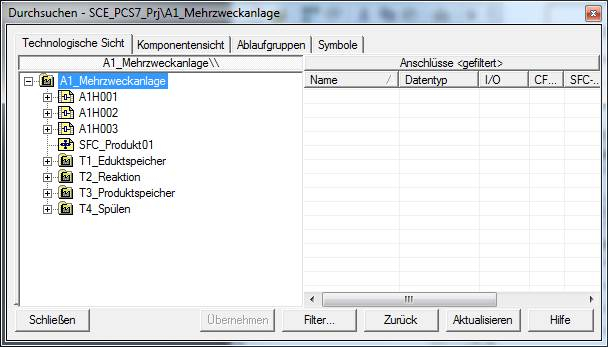 Durchsuchen - SCE_PCS7_Prj\A1_Mehrzweckanlage
Technologische Sicht Komponentensicht Ablaufgruppen Symbole
A1_Mehrzweckanlage\\ Anschlüsse <gefiltert>
Name Datentyp I/O CF... SFC-...
A1_Mehrzweckanlage
A1H001
A1H002
A1H003
SFC_Produkt01
T1_Eduktspeicher
T2_Reaktion
T3_Produktspeicher
T4_Spülen
Schließen Übernehmen Filter... Zurück Aktualisieren Hilfe